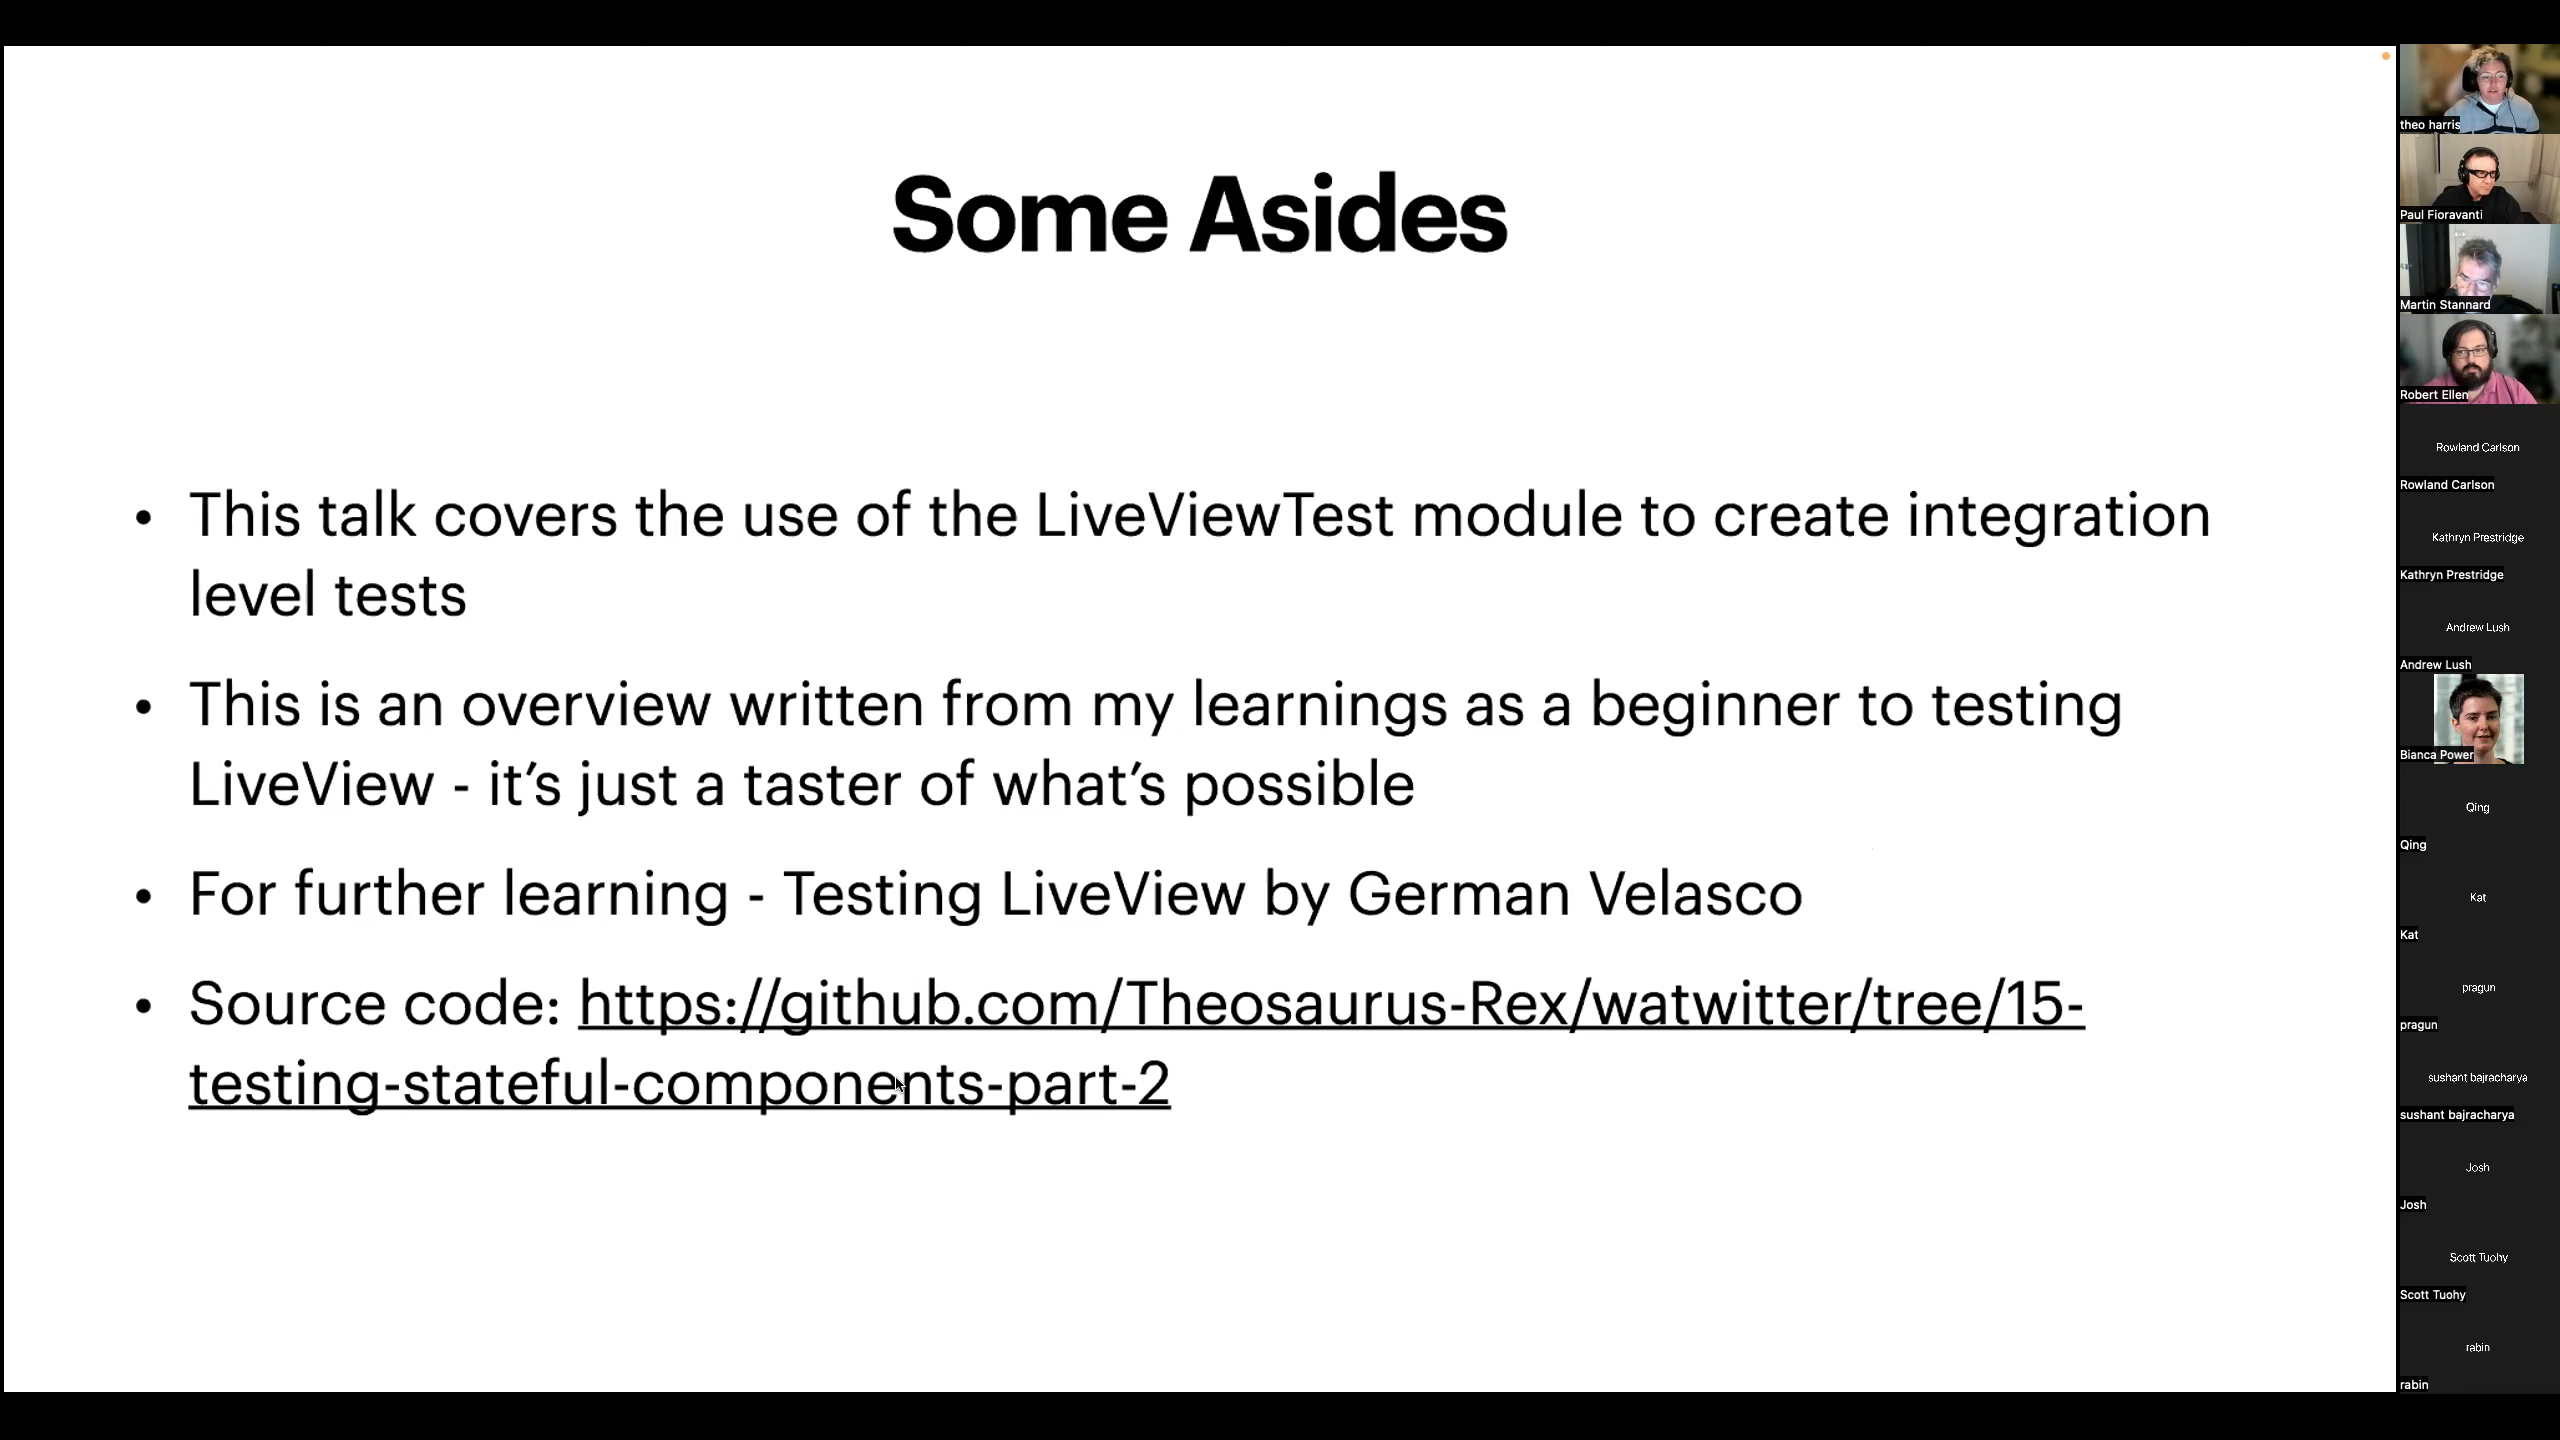 Some Asides
• This talk covers the use of the LiveViewTest module to create integration
level tests
• This is an overview written from my learnings as a beginner to testing
LiveView - it’s just a taster of what’s possible
• For further learning - Testing LiveView by German Velasco
• Source code: https://github.com/Theosaurus-Rex/watwitter/tree/15-
testing-stateful-components-part-2
theo harris
Paul Fioravanti
Martin Stannard
Robert Ellen
Rowland Carlson
Rowland Carlson
Kathryn Prestridge
Kathryn Prestridge
Andrew Lush
Andrew Lush
Bianca Power
Qing
Qing
Kat
Kat
pragun
pragun
sushant bajracharya
sushant bajracharya
Josh
Josh
Scott Tuohy
Scott Tuohy
rabin
rabin